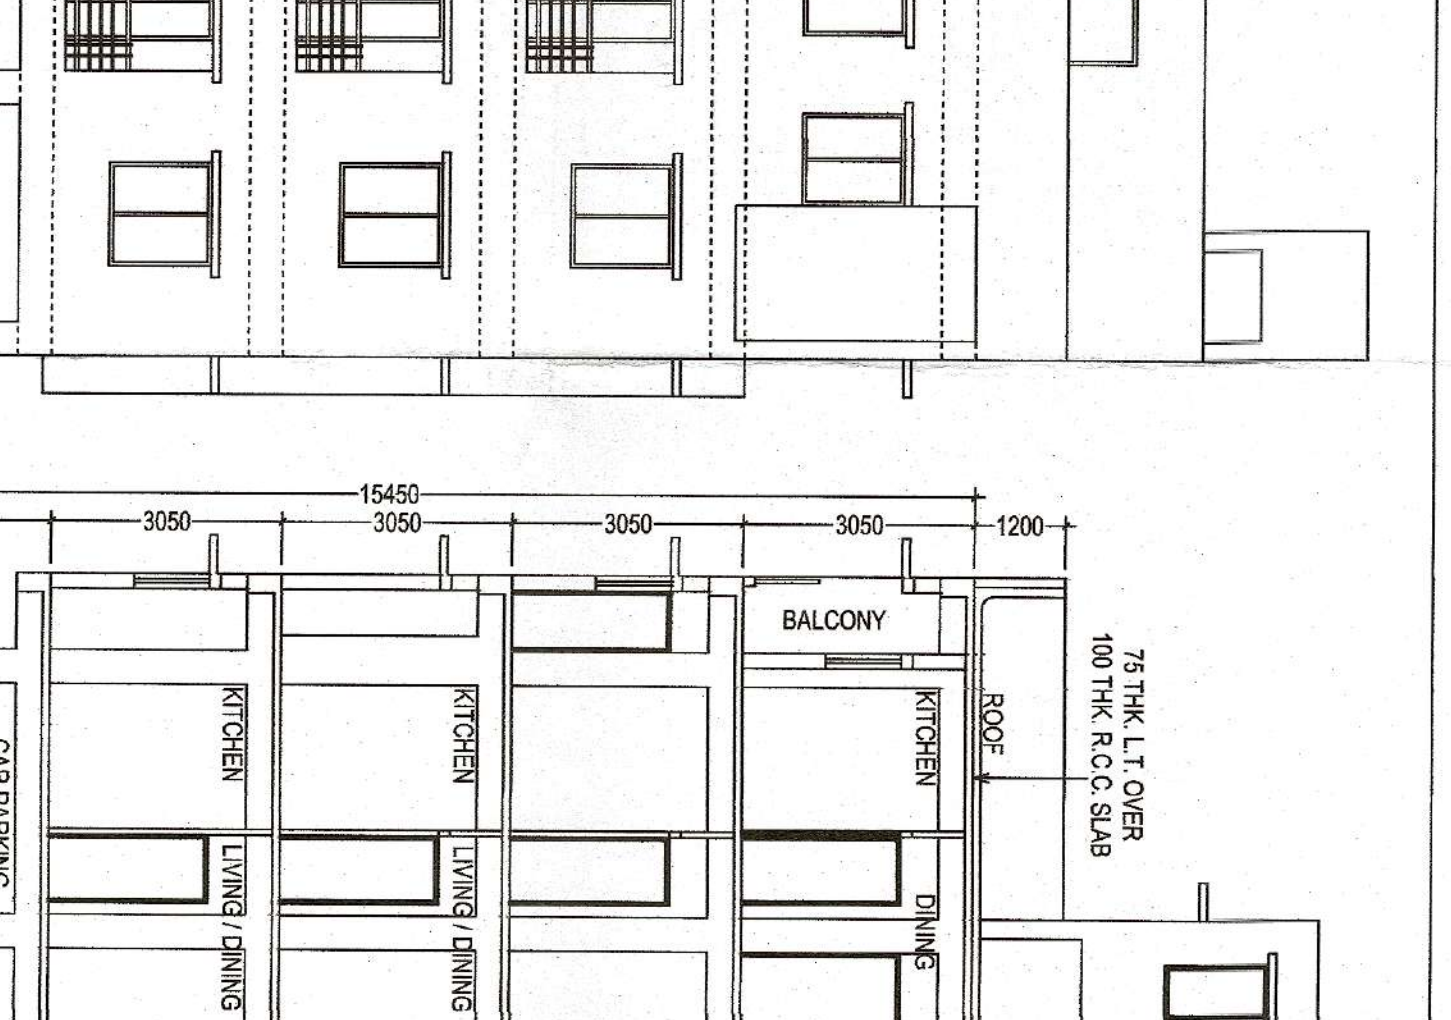 15450
3050
3050
3050
3050
1200
BALCONY
75 THK. L.T. OVER
100 THK. R.C.C. SLAB
ROOF
KITCHEN
KITCHEN
KITCHEN
LIVING / DINING
LIVING / DINING
DINING